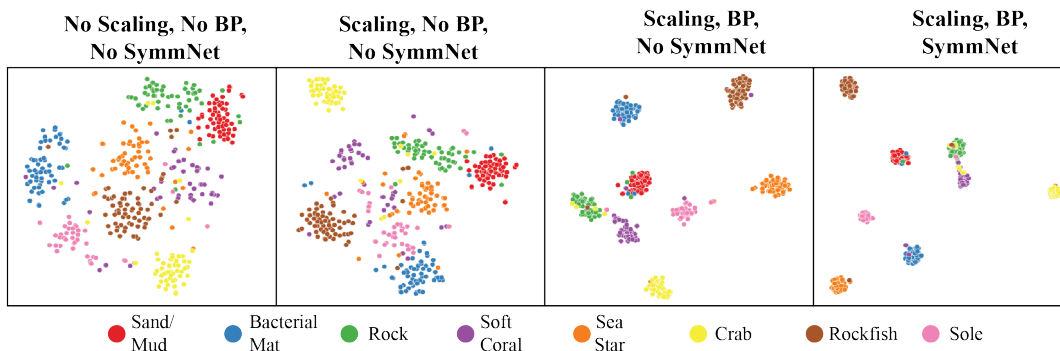 No Scaling, No BP,
No SymmNet
Scaling, No BP,
No SymmNet
Scaling, BP,
No SymmNet
Scaling, BP,
SymmNet
Sand/
Mud
Bacterial
Mat
Rock
Soft
Coral
Sea
Star
Crab
Rockfish
Sole